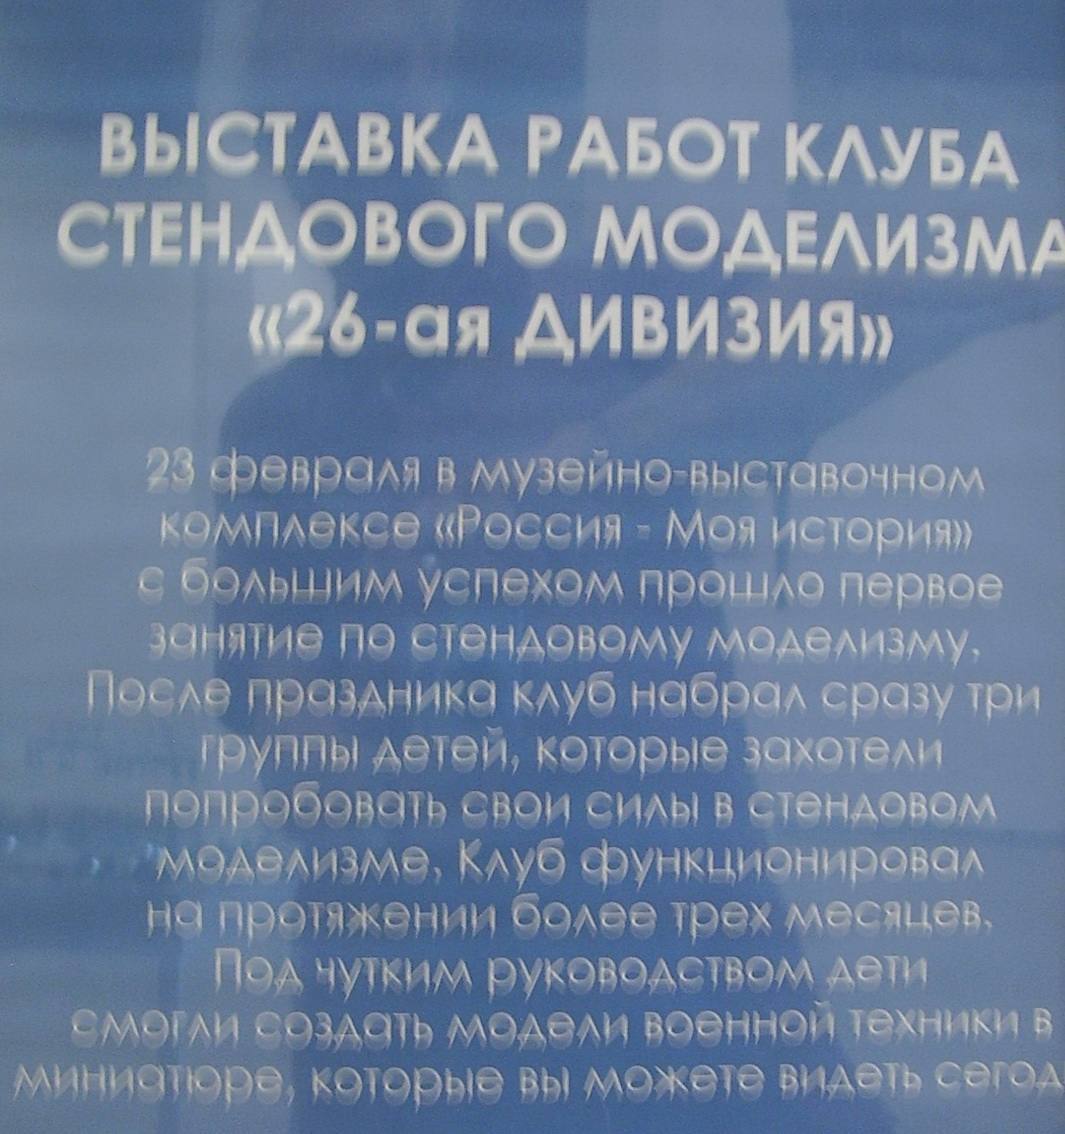 ВЫСТАВКА РАБОТ КЛУБА
СТЕНДОВОГО МОДЕЛИЗМА
«26-ая ДИВИЗИЯ»
23 февраля в музейно-выставочном
комплексе «Россия - Моя история»
с большим успехом прошло первое
занятие по стендовому моделизму.
После праздника клуб набрал сразу три
группы детей, которые захотели
попробовать свои силы в стендовом
моделизме. Клуб функционировал
на протяжении более трех месяцев.
Под чутким руководством дети
смогли создать модели военной техники в
миниатюре, которые вы можете видеть сегод